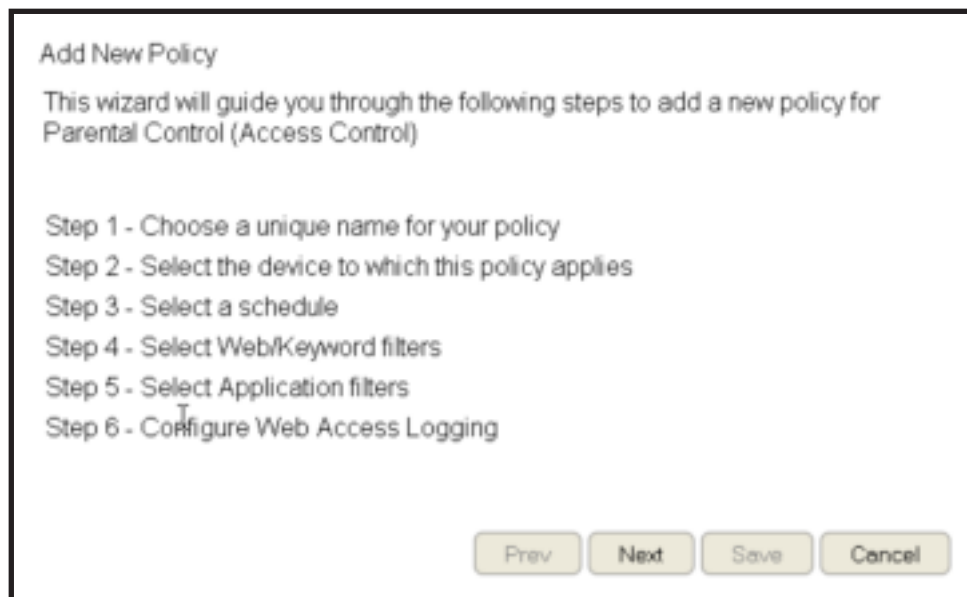 Add New Policy
This wizard will guide you through the following steps to add a new policy for
Parental Control (Access Control)
Step 1 - Choose a unique name for your policy
Step 2 - Select the device to which this policy applies
Step 3 - Select a schedule
Step 4 - Select Web/Keyword filters
Step 5 - Select Application filters
Step 6 - Configure Web Access Logging
Prev Next Save Cancel